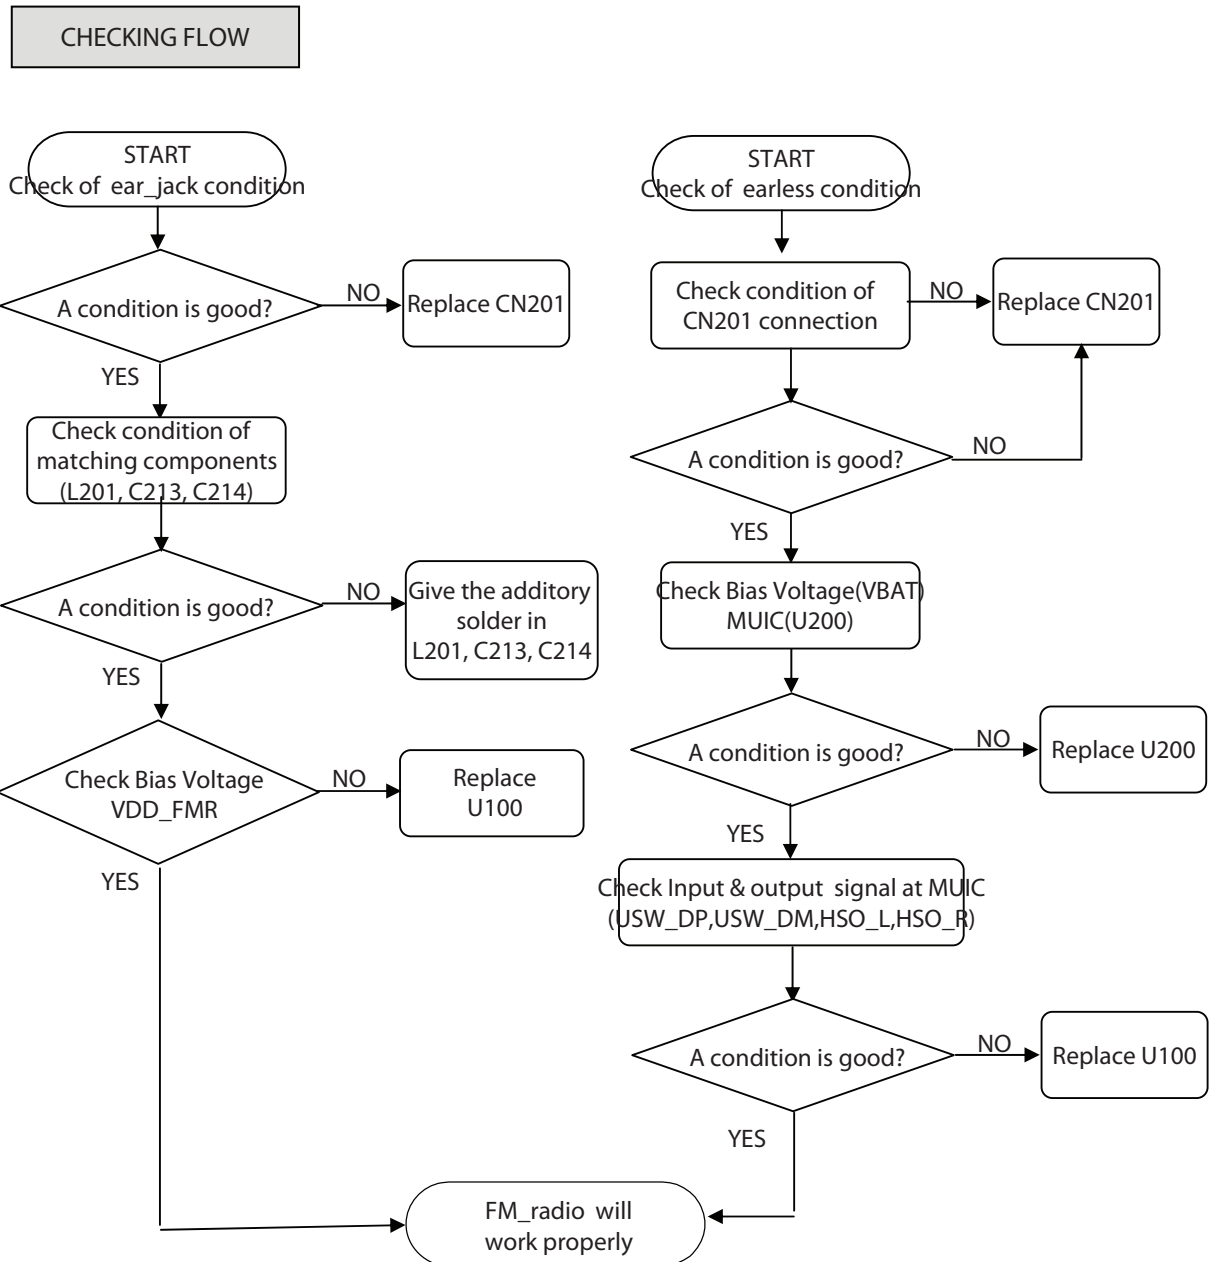 CHECKING FLOW
START
Check of ear_jack condition
A condition is good?
NO
Replace CN201
YES
Check condition of
matching components
(L201, C213, C214)
A condition is good?
NO
Give the additory
solder in
L201, C213, C214
YES
Check Bias Voltage
VDD_FMR
NO
Replace
U100
YES
START
Check of earless condition
Check condition of
CN201 connection
NO
Replace CN201
A condition is good?
NO
YES
Check Bias Voltage(VBAT)
MUIC(U200)
A condition is good?
NO
Replace U200
YES
Check Input & output signal at MUIC
(USW_DP,USW_DM,HSO_L,HSO_R)
A condition is good?
NO
Replace U100
YES
FM_radio will
work properly